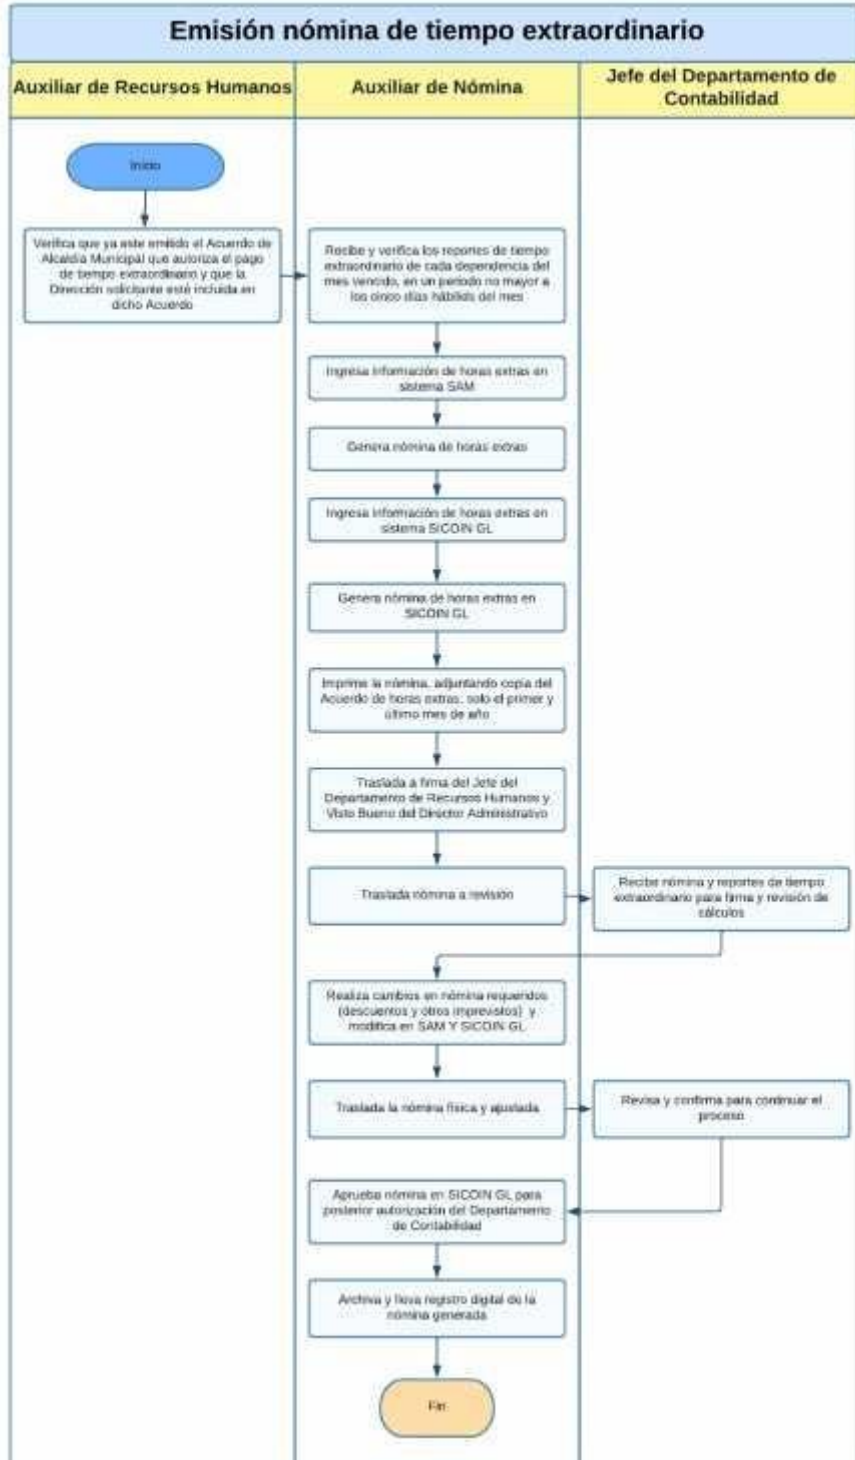 Emisión nómina de tiempo extraordinario
Auxiliar de Recursos Humanos
Auxiliar de Nómina
Jefe del Departamento de
Contabilidad
Inicio
Verifica que ya este emitido el Acuerdo de
Alcaldía Municipal que autoriza el pago
de tiempo extraordinario y que la
Dirección solicitante esté incluida en
dicho Acuerdo
Recibe y verifica los reportes de tiempo
extraordinario de cada dependencia del
mes vencido, en un período no mayor a
los cinco días hábiles del mes
Ingresa información de horas extras en
sistema SAM
Genera nómina de horas extras
Ingresa información de horas extras en
sistema SICOIN GL
Genera nómina de horas extras en
SICOIN GL
Imprime la nómina, adjuntando copia del
Acuerdo de horas extras, solo el primer y
último mes de año
Traslada a firma del Jefe del
Departamento de Recursos Humanos y
Visto Bueno del Director Administrativo
Traslada nómina a revisión
Recibe nómina y reportes de tiempo
extraordinario para firma y revisión de
cálculos
Realiza cambios en nómina requeridos
(descuentos y otros imprevistos) y
modifica en SAM Y SICOIN GL
Traslada la nómina física y ajustada
Revisa y confirma para continuar el
proceso
Aprueba nómina en SICOIN GL para
posterior autorización del Departamento
de Contabilidad
Archiva y lleva registro digital de la
nómina generada
Fin